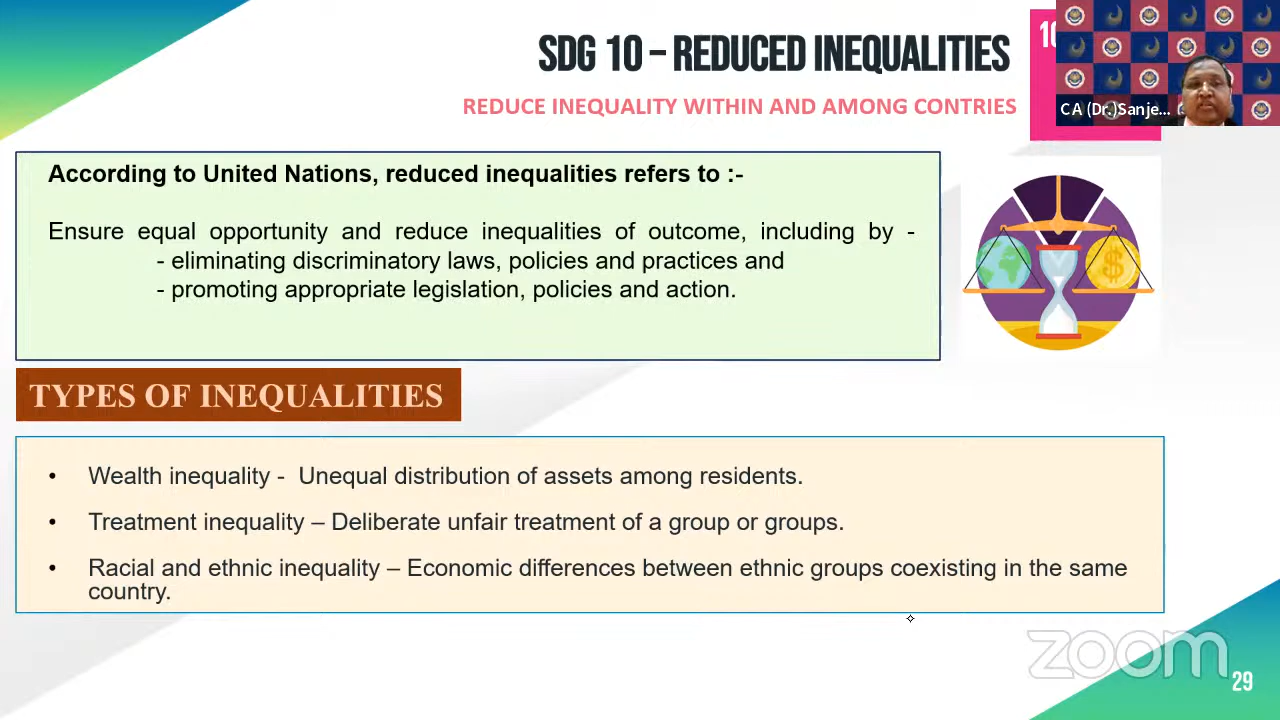 SDG 10 – REDUCED INEQUALITIES
10
REDUCE INEQUALITY WITHIN AND AMONG CONTRIES
CA (Dr.)Sanje...
According to United Nations, reduced inequalities refers to :-
Ensure equal opportunity and reduce inequalities of outcome, including by -
- eliminating discriminatory laws, policies and practices and
- promoting appropriate legislation, policies and action.
$
TYPES OF INEQUALITIES
• Wealth inequality - Unequal distribution of assets among residents.
• Treatment inequality – Deliberate unfair treatment of a group or groups.
• Racial and ethnic inequality – Economic differences between ethnic groups coexisting in the same
country.
zoom
29